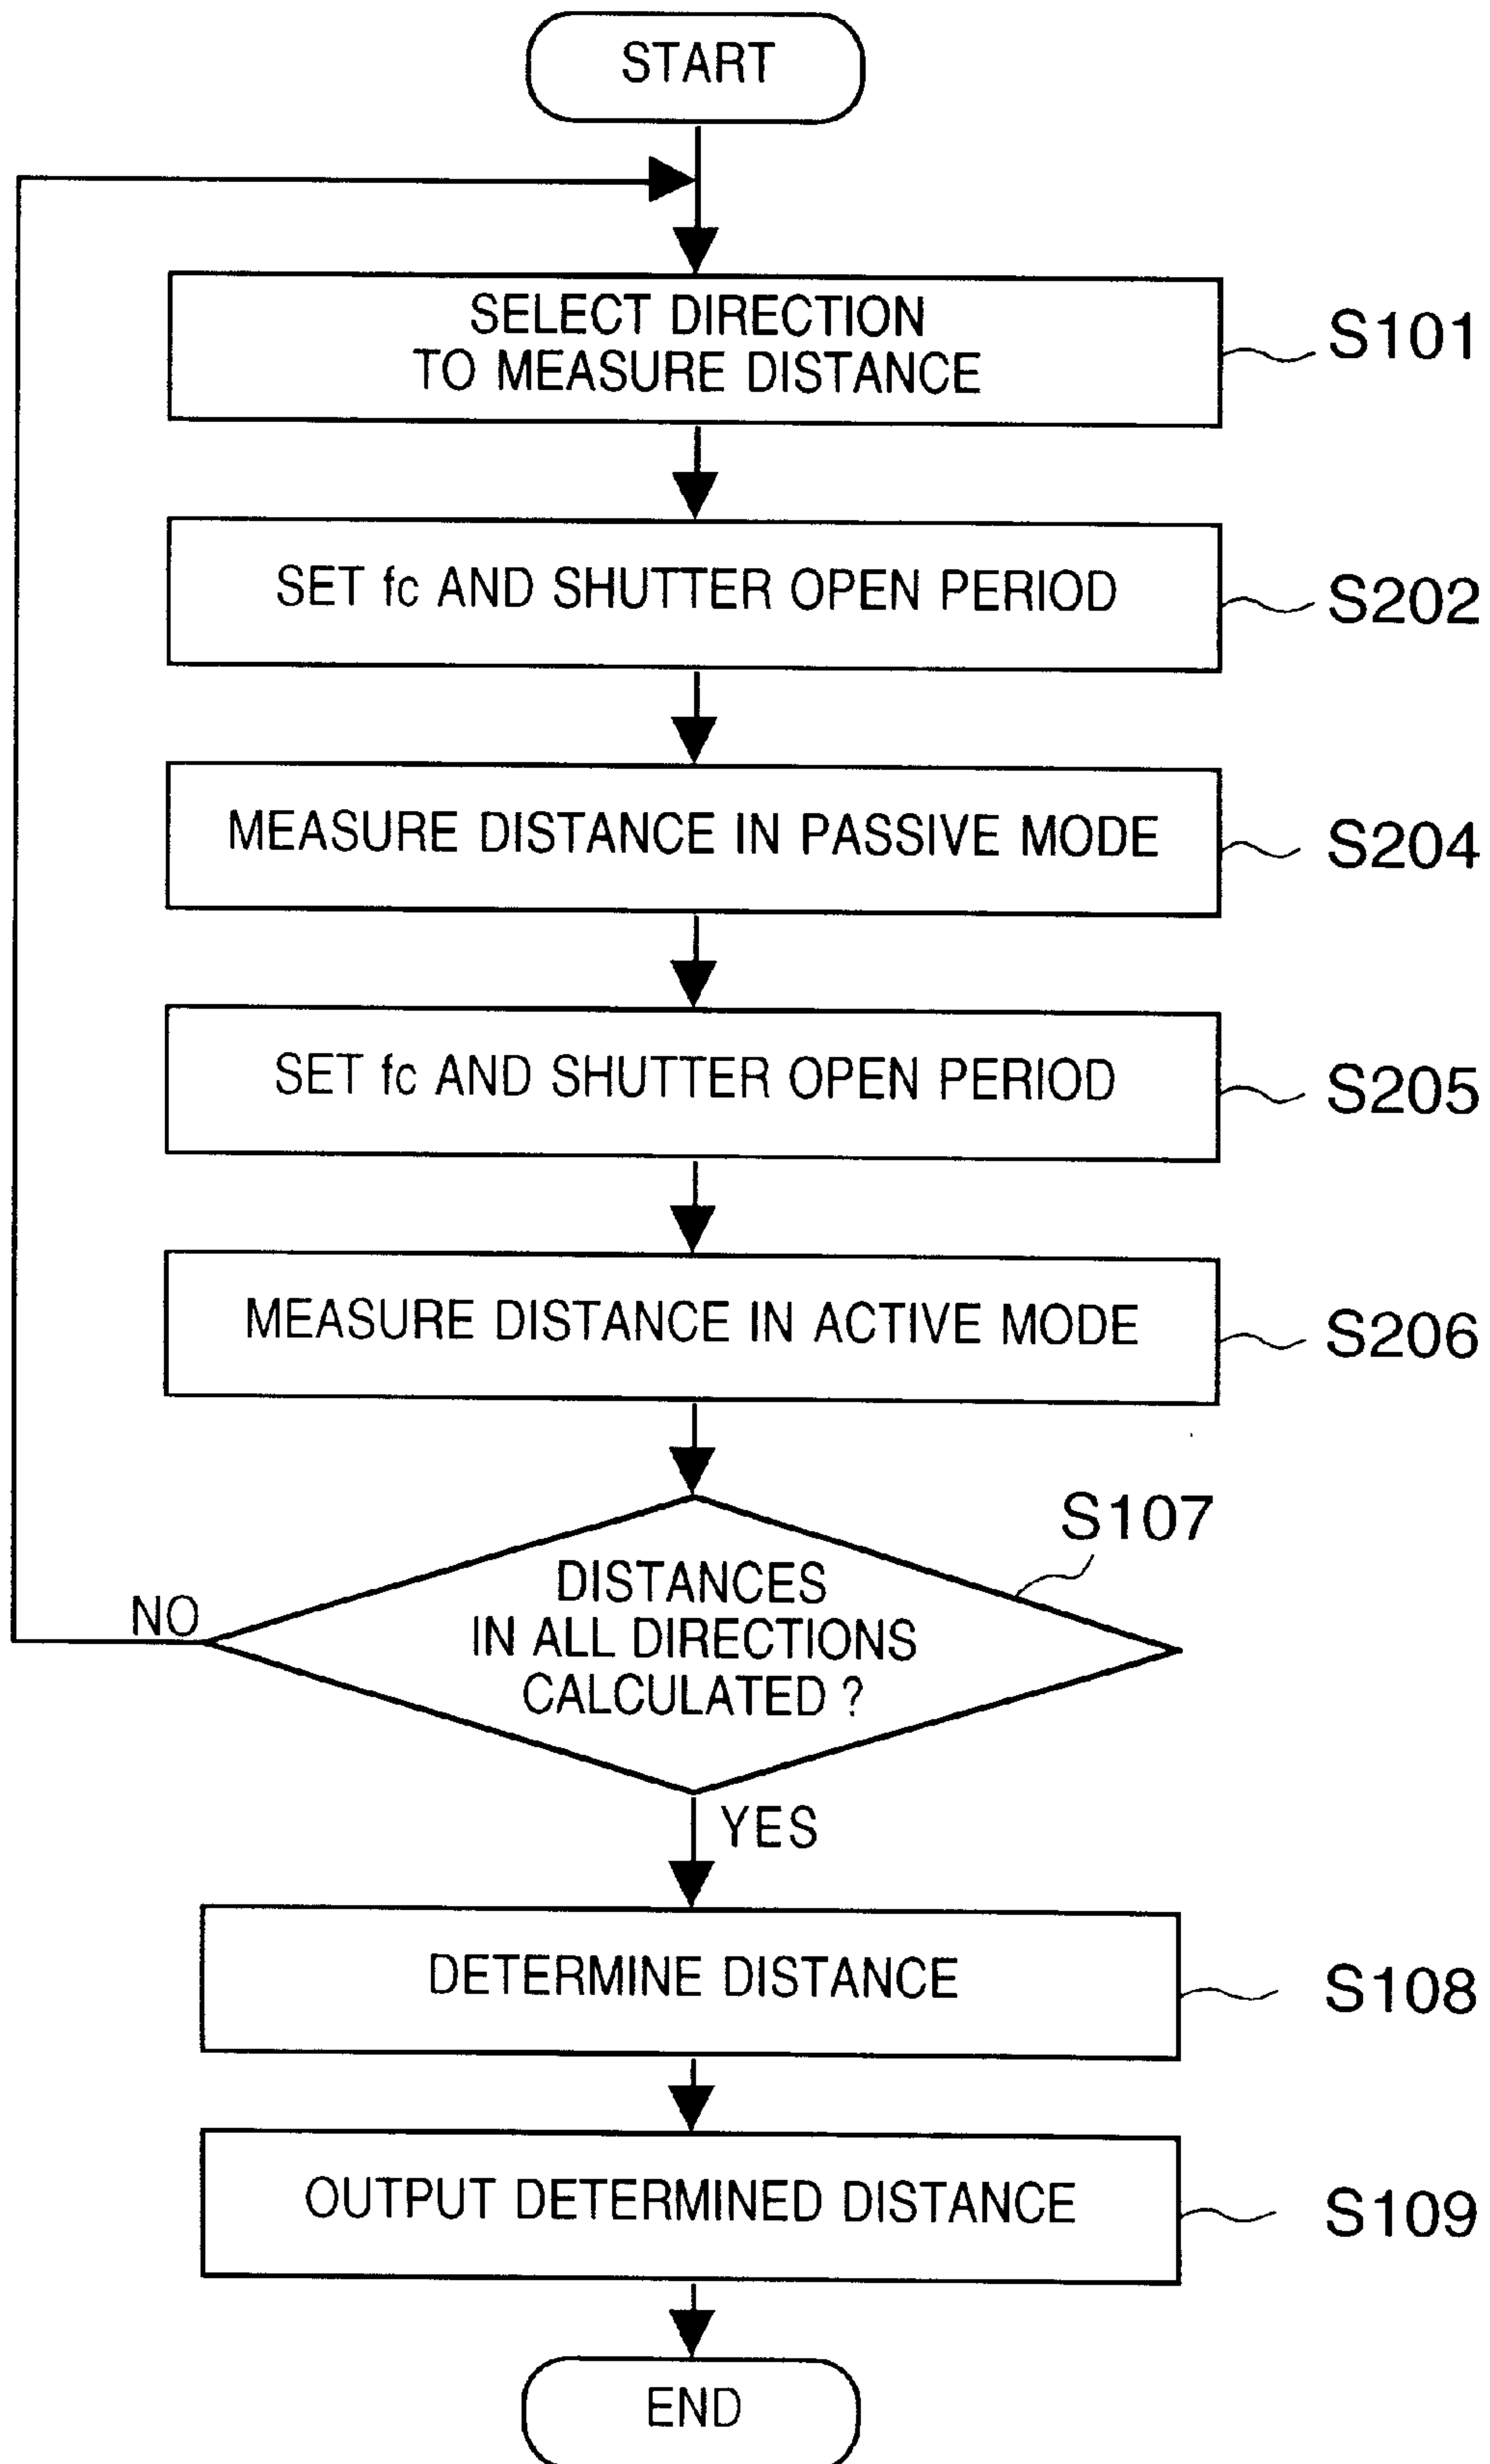 START
SELECT DIRECTION
TO MEASURE DISTANCE
S101
SET fc AND SHUTTER OPEN PERIOD
S202
MEASURE DISTANCE IN PASSIVE MODE
S204
SET fc AND SHUTTER OPEN PERIOD
S205
MEASURE DISTANCE IN ACTIVE MODE
S206
S107
DISTANCES
IN ALL DIRECTIONS
CALCULATED ?
NO
YES
DETERMINE DISTANCE
S108
OUTPUT DETERMINED DISTANCE
S109
END